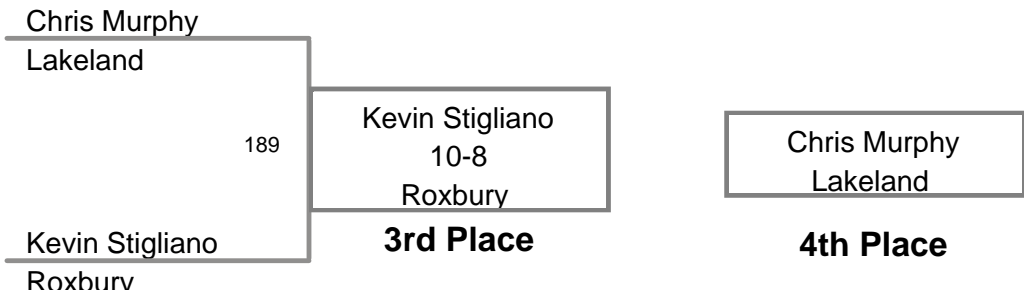 Chris Murphy
Lakeland
189
Kevin Stigliano
Roxbury
Kevin Stigliano
10-8
Roxbury
3rd Place
Chris Murphy
Lakeland
4th Place